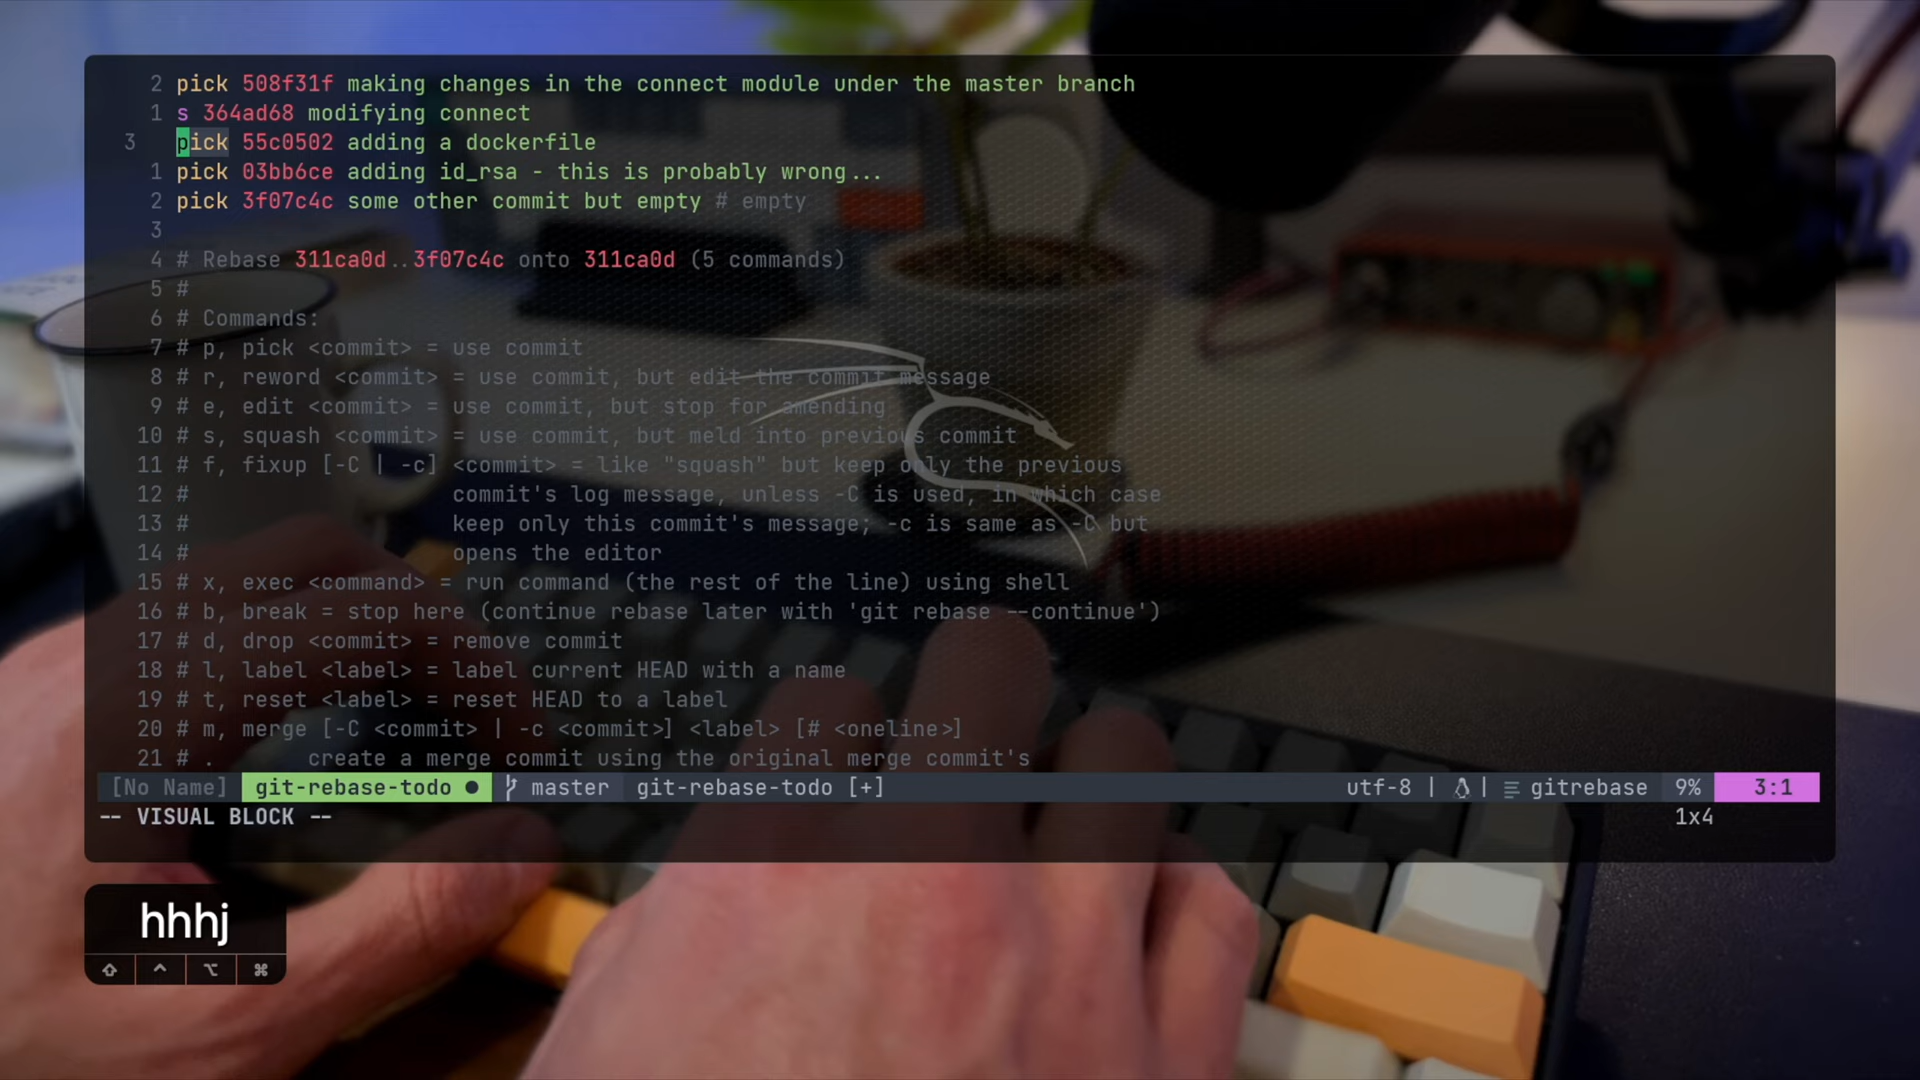 2 pick 508f31f making changes in the connect module under the master branch
1 s 364ad68 modifying connect
3 pick 55c0502 adding a dockerfile
1 pick 03bb6ce adding id_rsa - this is probably wrong...
2 pick 3f07c4c some other commit but empty # empty
3
4 # Rebase 311ca0d..3f07c4c onto 311ca0d (5 commands)
5 #
6 # Commands:
7 # p, pick <commit> = use commit
8 # r, reword <commit> = use commit, but edit the commit message
9 # e, edit <commit> = use commit, but stop for amending
10 # s, squash <commit> = use commit, but meld into previous commit
11 # f, fixup [-C | -c] <commit> = like "squash" but keep only the previous
12 # commit's log message, unless -C is used, in which case
13 # keep only this commit's message; -c is same as -C but
14 # opens the editor
15 # x, exec <command> = run command (the rest of the line) using shell
16 # b, break = stop here (continue rebase later with 'git rebase --continue')
17 # d, drop <commit> = remove commit
18 # l, label <label> = label current HEAD with a name
19 # t, reset <label> = reset HEAD to a label
20 # m, merge [-C <commit> | -c <commit>] <label> [# <oneline>]
21 # . create a merge commit using the original merge commit's
[No Name] git-rebase-todo ● master git-rebase-todo [+] utf-8 | | gitrebase 9% 3:1
-- VISUAL BLOCK -- 1x4
hhhj